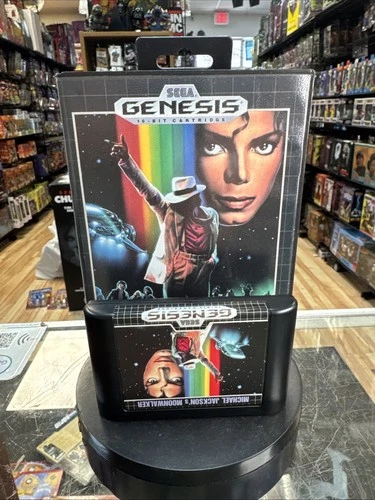 SEGA
GENESIS
16-BIT CARTRIDGE
GENESIS
MICHAEL JACKSON'S MOONWALKER